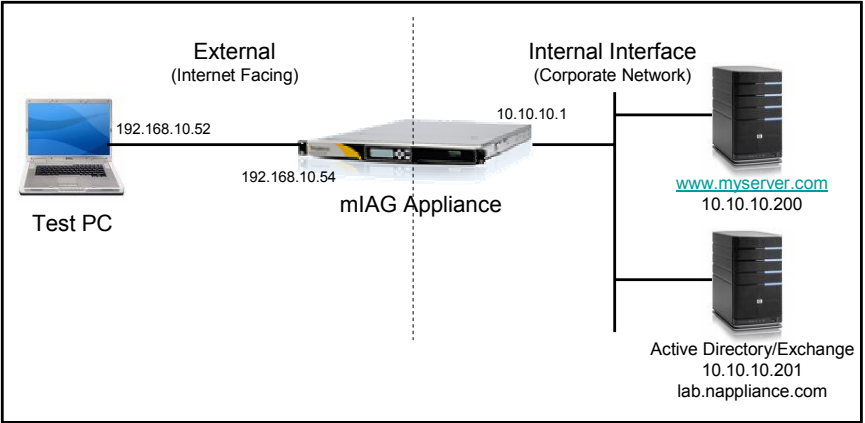 External
(Internet Facing)
Internal Interface
(Corporate Network)
192.168.10.52
10.10.10.1
192.168.10.54
mIAG Appliance
Test PC
www.myserver.com
10.10.10.200
Active Directory/Exchange
10.10.10.201
lab.nappliance.com